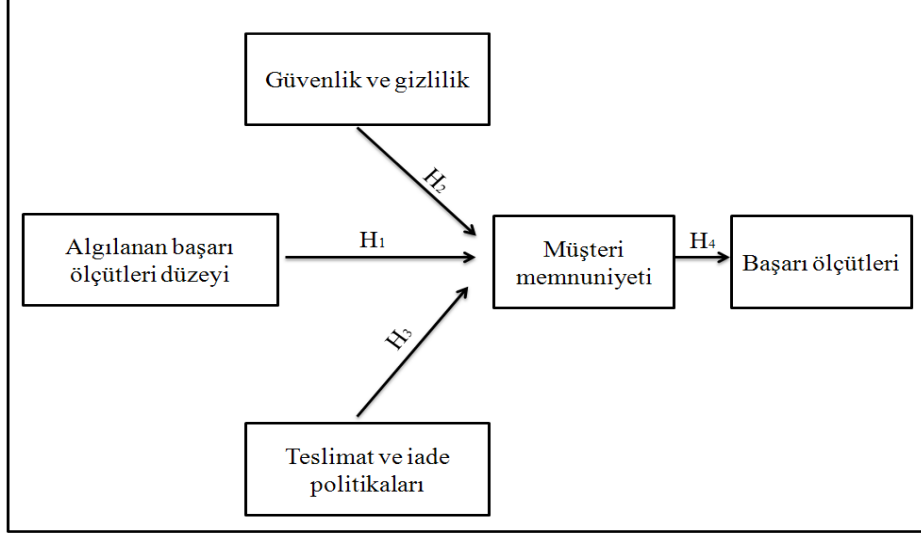 Güvenlik ve gizlilik
H2
Algılanan başarı
ölçütleri düzeyi
H1
Müşteri
memnuniyeti
H4
Başarı ölçütleri
H3
Teslimat ve iade
politikaları